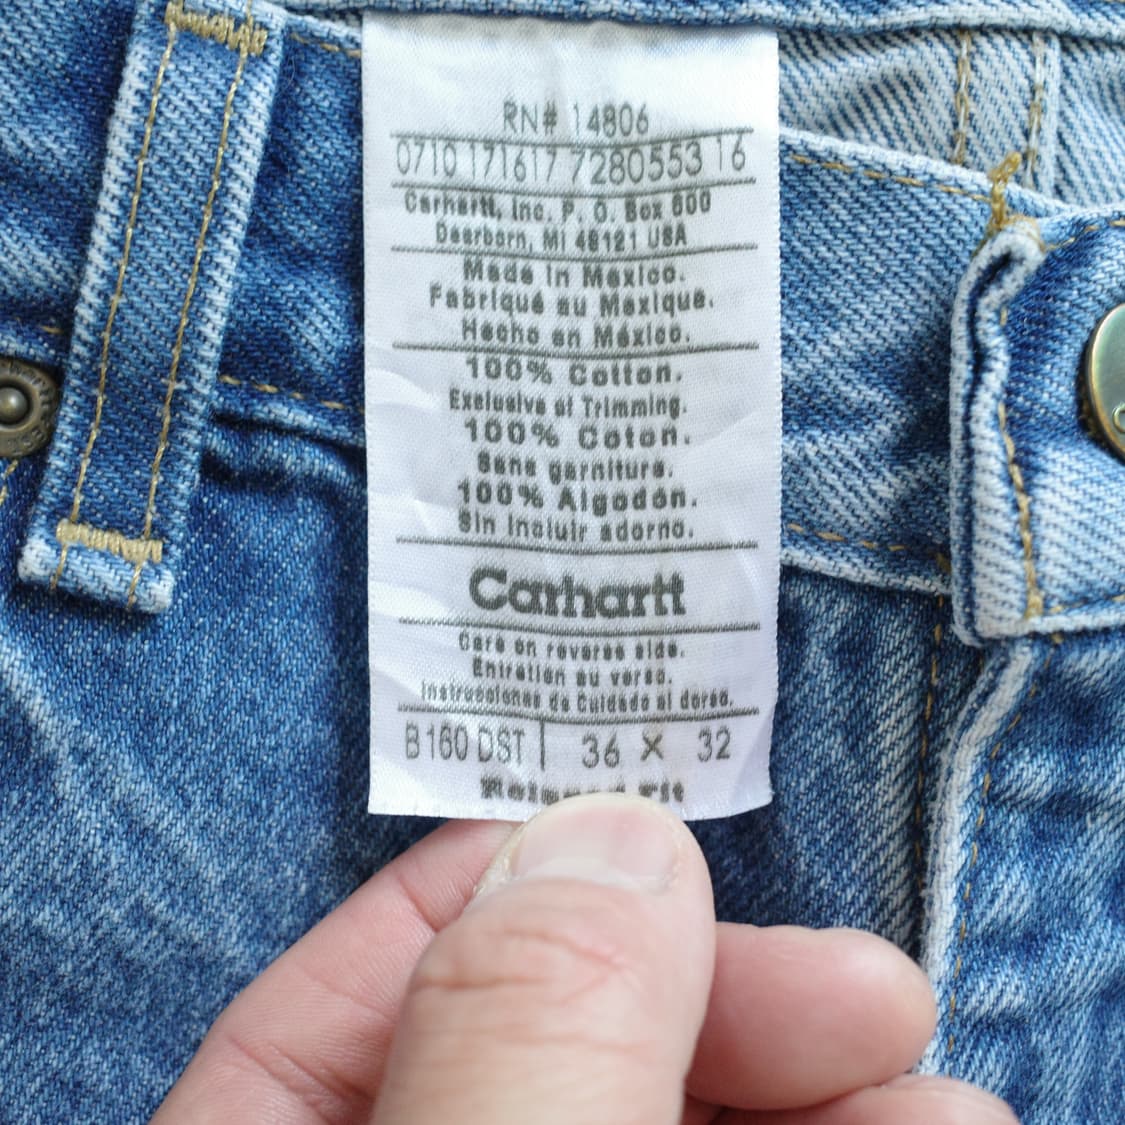 RN# 14806
0710 171617 7280553 16
Carhartt, Inc. P. O. Box 600
Dearborn, MI 48121 USA
Made In Mexico.
Fabriqué au Mexique.
Hecho en México.
100% Cotton.
Exclusive of Trimming.
100% Coton.
Sans garniture.
100% Algodón.
Sin Incluir adorno.
Carhartt
Care on reverse side.
Entretien au verso.
Instrucciones de Cuidado al dorso.
B160 DST | 36 X 32
Relaxed Fit